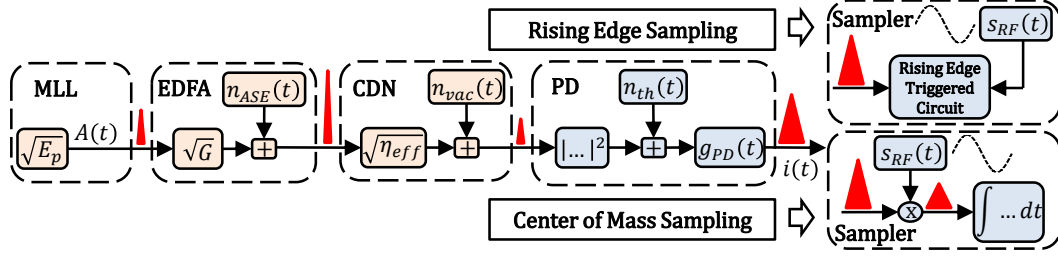 Rising Edge Sampling
Sampler
s_RF(t)
Rising Edge
Triggered
Circuit
MLL
√E_p
A(t)
EDFA
n_ASE(t)
√G
+
CDN
n_vac(t)
√η_eff
+
PD
n_th(t)
|...|²
+
g_PD(t)
i(t)
s_RF(t)
x
∫ ... dt
Sampler
Center of Mass Sampling